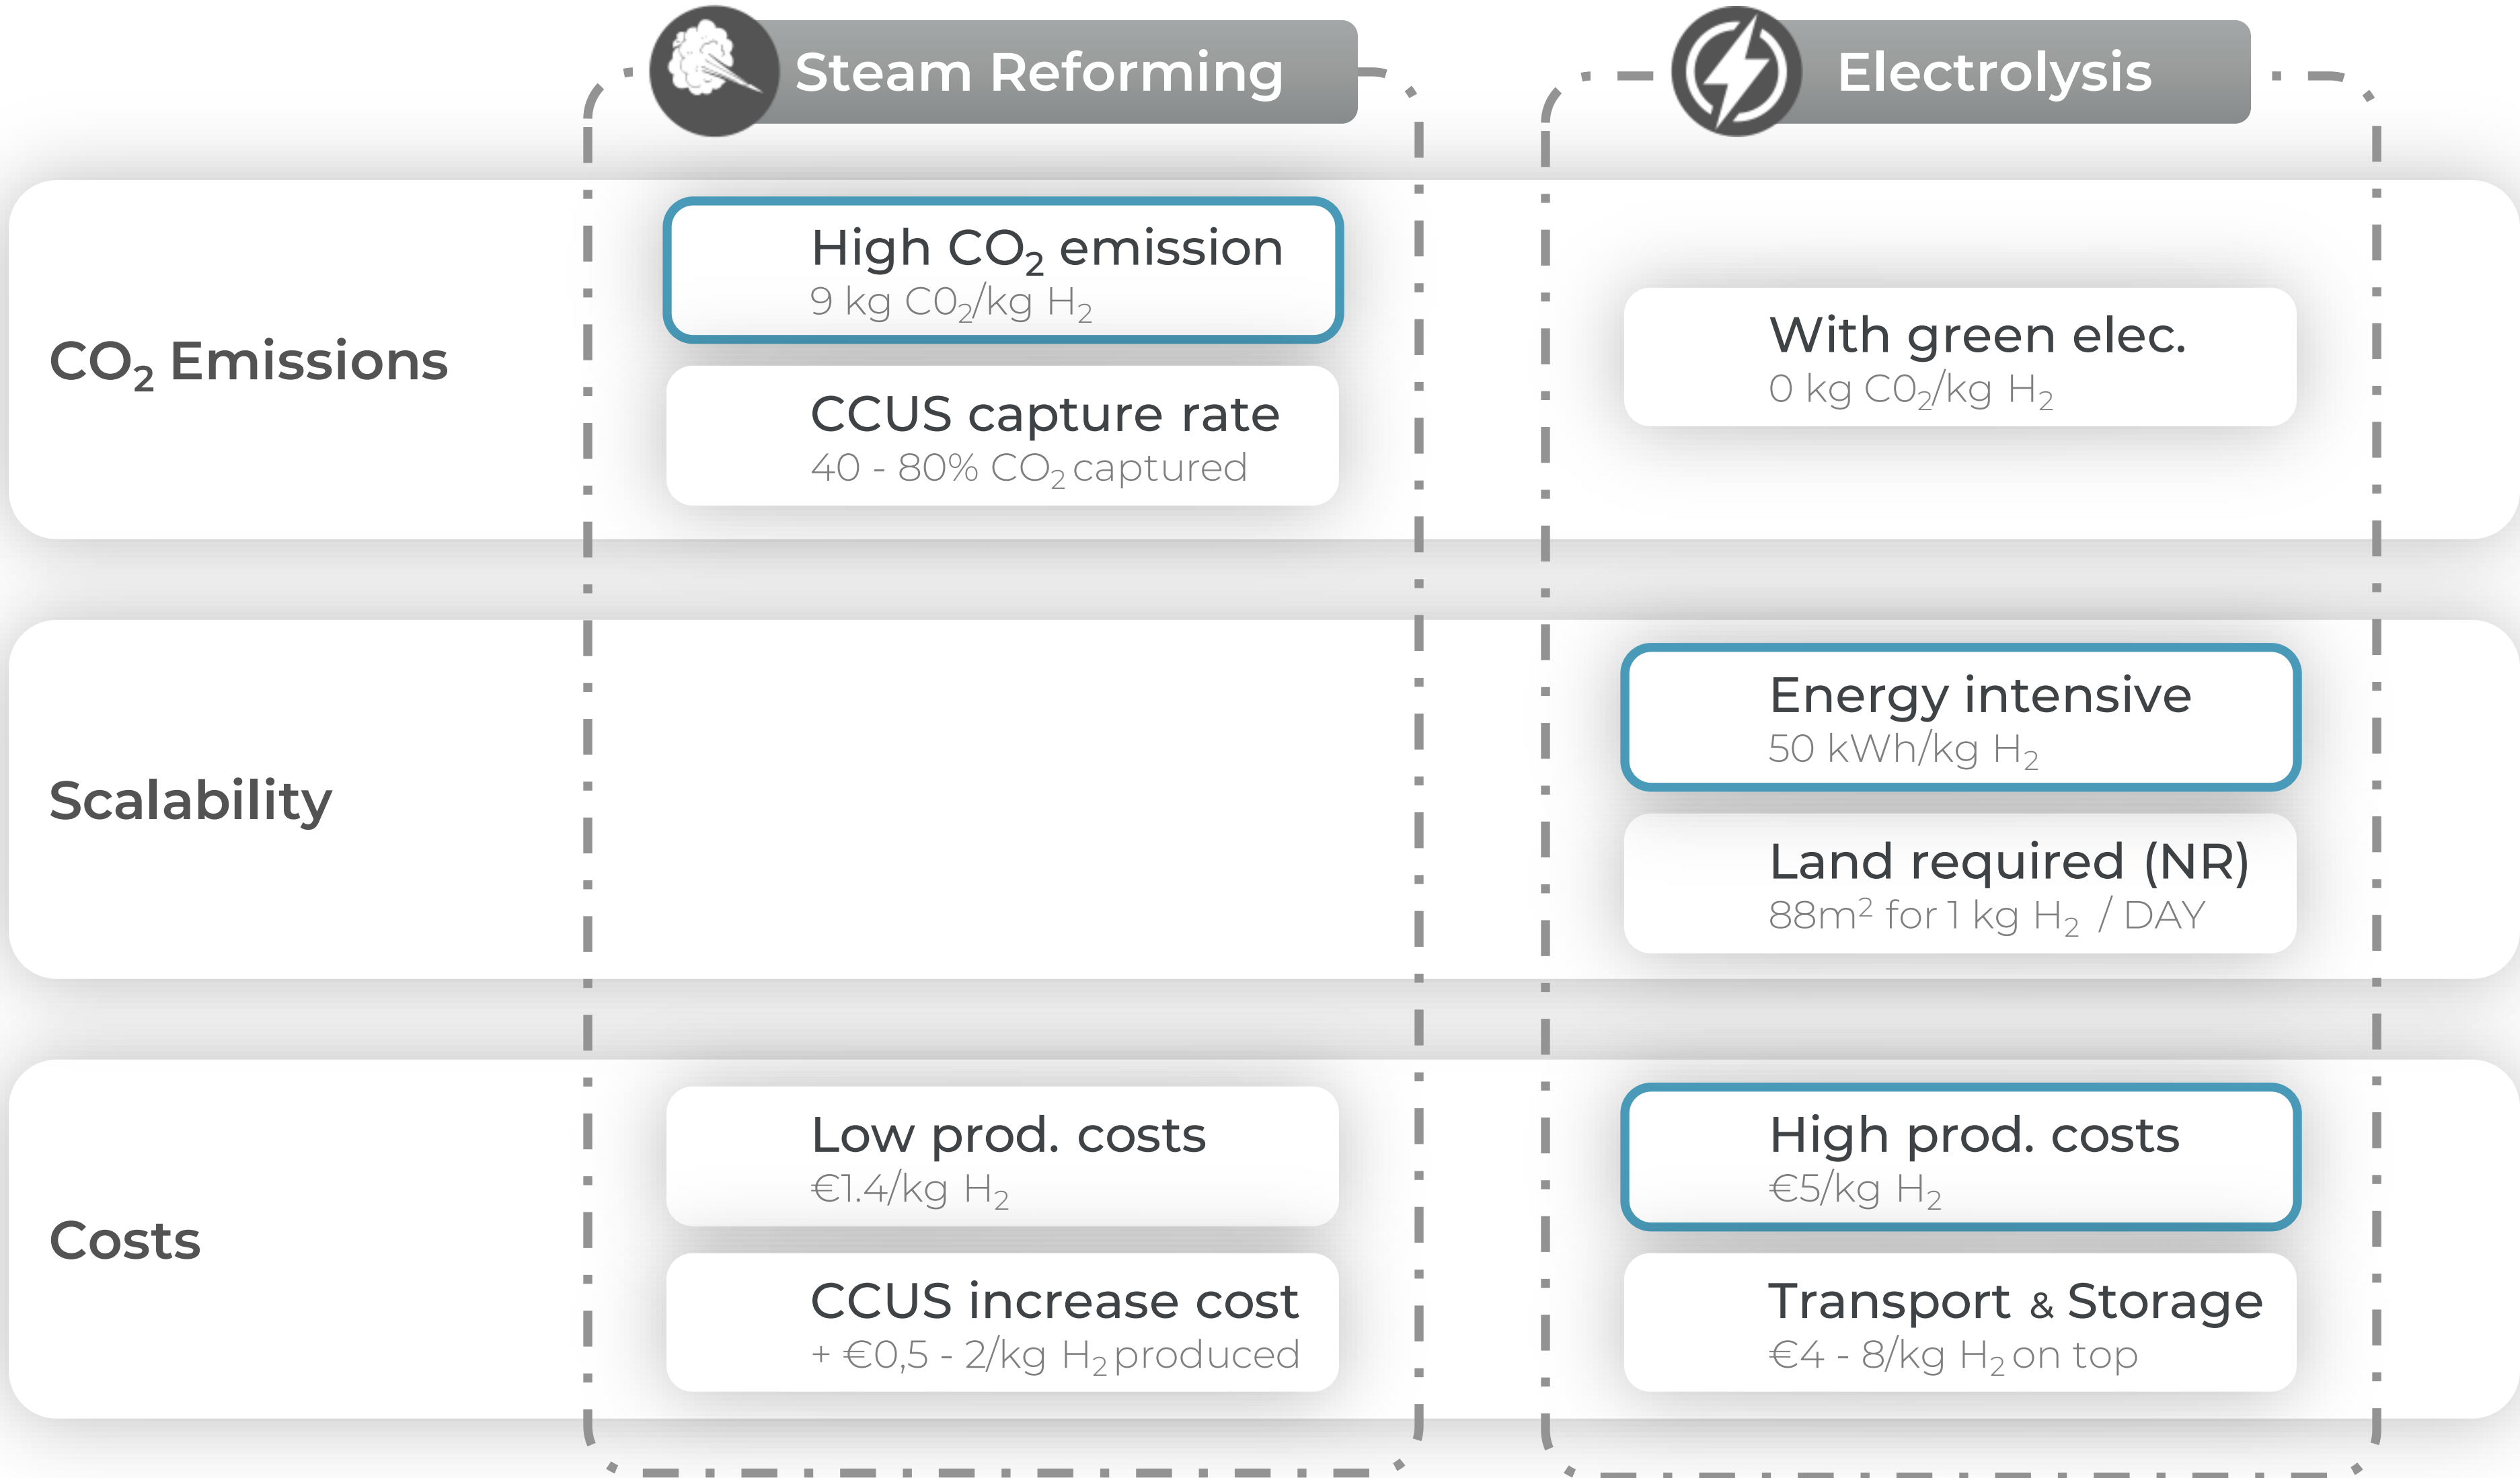 Steam Reforming
Electrolysis
CO₂ Emissions
High CO₂ emission
9 kg C0₂/kg H₂
CCUS capture rate
40 - 80% CO₂ captured
With green elec.
0 kg C0₂/kg H₂
Scalability
Energy intensive
50 kWh/kg H₂
Land required (NR)
88m² for 1 kg H₂ / DAY
Costs
Low prod. costs
€1.4/kg H₂
CCUS increase cost
+ €0,5 - 2/kg H₂ produced
High prod. costs
€5/kg H₂
Transport & Storage
€4 - 8/kg H₂ on top